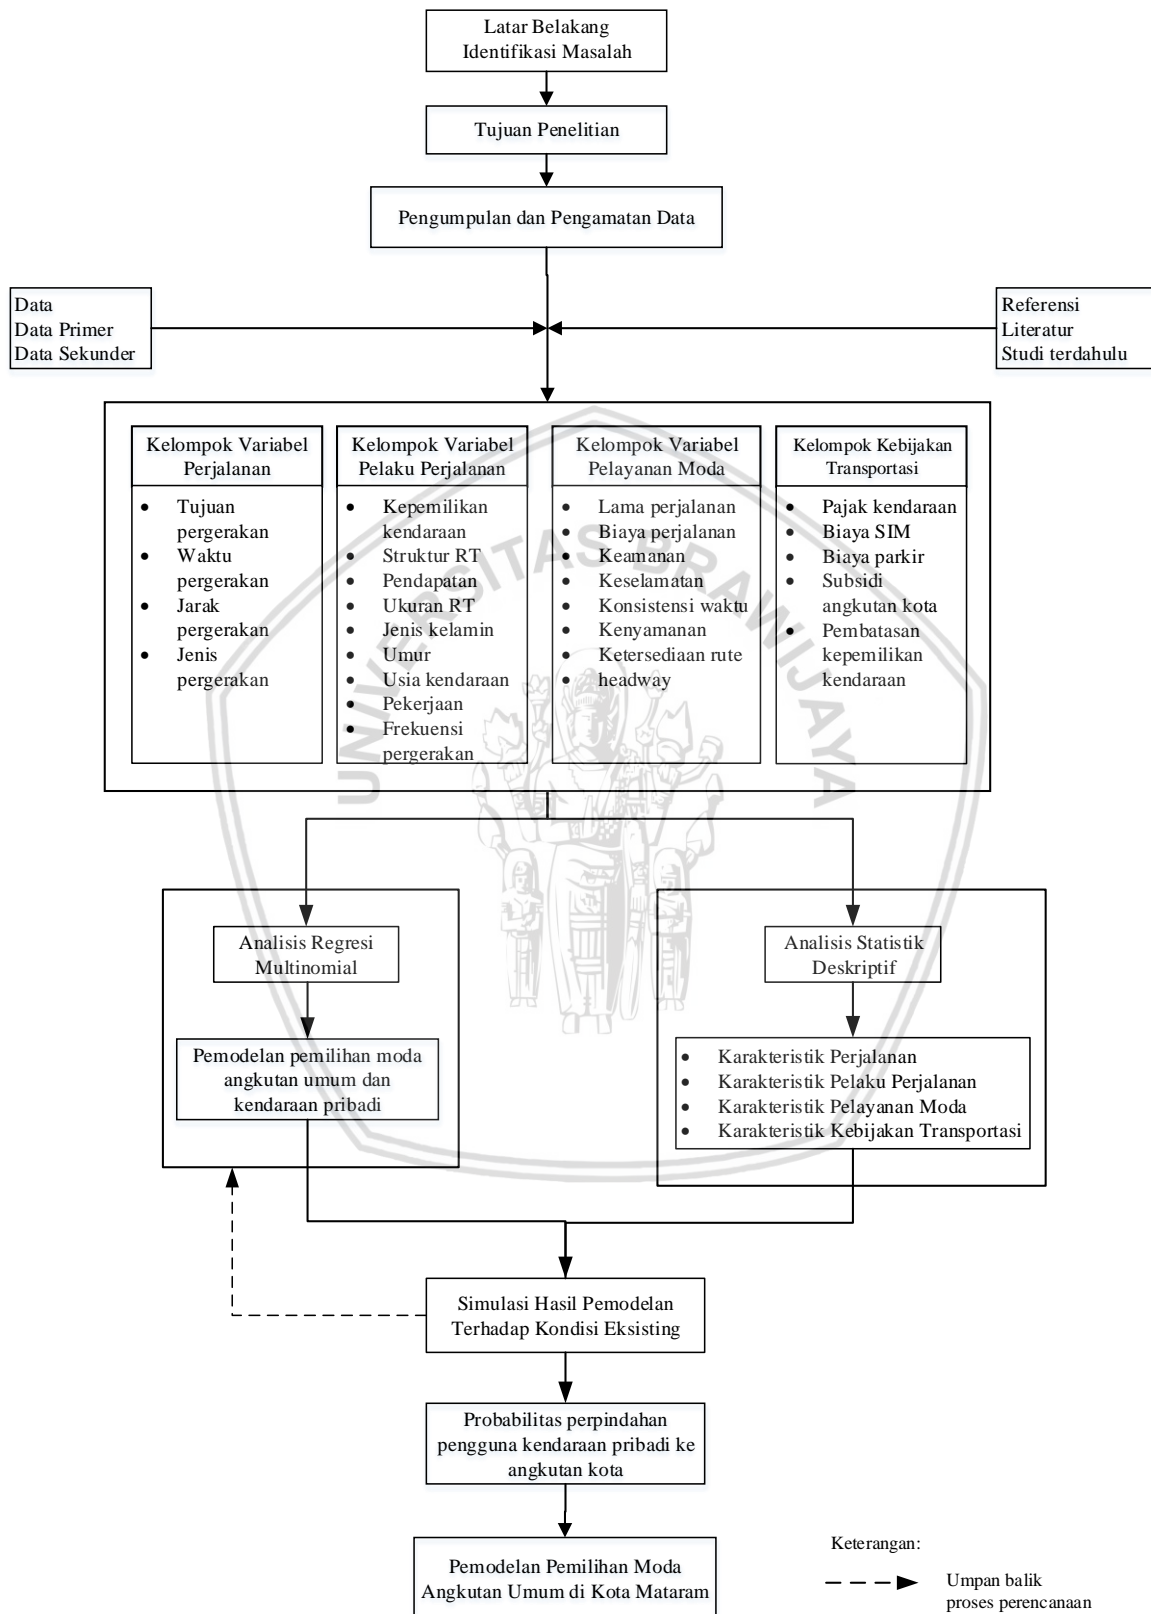 Latar Belakang
Identifikasi Masalah
Tujuan Penelitian
Pengumpulan dan Pengamatan Data
Data
Data Primer
Data Sekunder
Referensi
Literatur
Studi terdahulu
Kelompok Variabel
Perjalanan
• Tujuan
pergerakan
• Waktu
pergerakan
• Jarak
pergerakan
• Jenis
pergerakan
Kelompok Variabel
Pelaku Perjalanan
• Kepemilikan
kendaraan
• Struktur RT
• Pendapatan
• Ukuran RT
• Jenis kelamin
• Umur
• Usia kendaraan
• Pekerjaan
• Frekuensi
pergerakan
Kelompok Variabel
Pelayanan Moda
• Lama perjalanan
• Biaya perjalanan
• Keamanan
• Keselamatan
• Konsistensi waktu
• Kenyamanan
• Ketersediaan rute
• headway
Kelompok Kebijakan
Transportasi
• Pajak kendaraan
• Biaya SIM
• Biaya parkir
• Subsidi
angkutan kota
• Pembatasan
kepemilikan
kendaraan
UNIVERSITAS BRAWIJAYA
Analisis Regresi
Multinomial
Pemodelan pemilihan moda
angkutan umum dan
kendaraan pribadi
Analisis Statistik
Deskriptif
• Karakteristik Perjalanan
• Karakteristik Pelaku Perjalanan
• Karakteristik Pelayanan Moda
• Karakteristik Kebijakan Transportasi
Simulasi Hasil Pemodelan
Terhadap Kondisi Eksisting
Probabilitas perpindahan
pengguna kendaraan pribadi ke
angkutan kota
Pemodelan Pemilihan Moda
Angkutan Umum di Kota Mataram
Keterangan:
Umpan balik
proses perencanaan